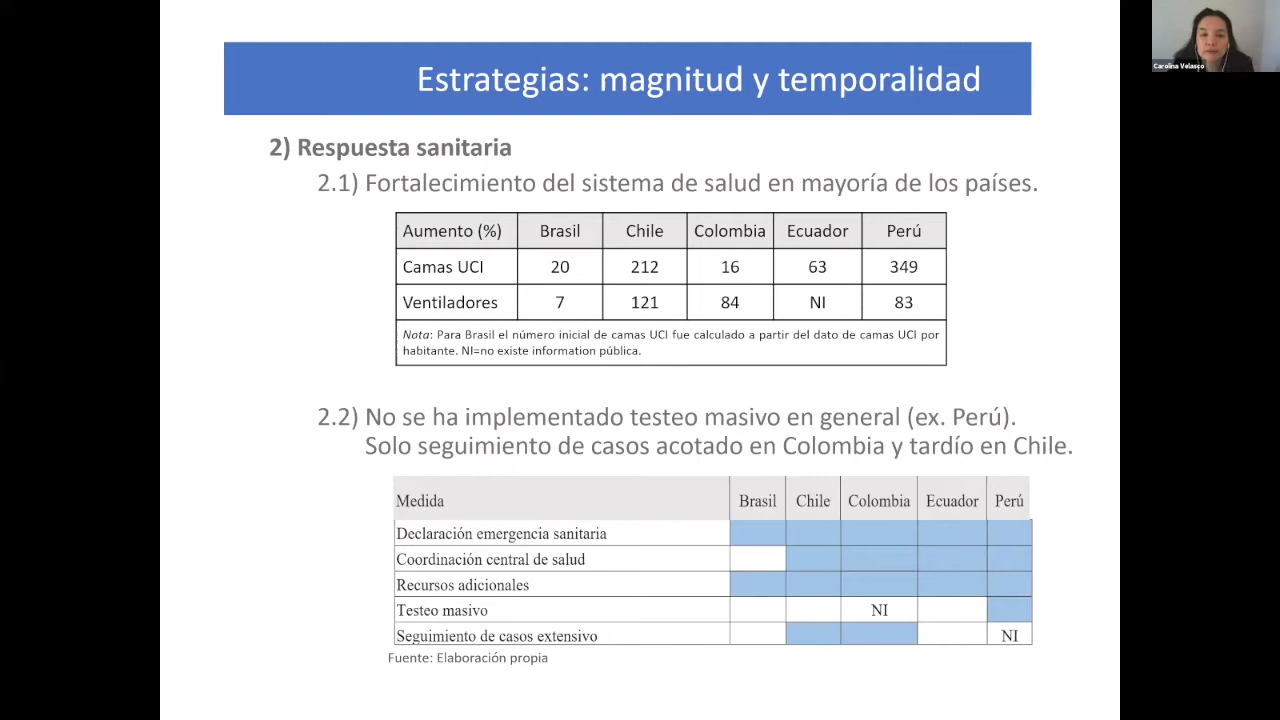 Estrategias: magnitud y temporalidad
Carolina Velasco
2) Respuesta sanitaria
2.1) Fortalecimiento del sistema de salud en mayoría de los países.
Aumento (%) Brasil Chile Colombia Ecuador Perú
Camas UCI 20 212 16 63 349
Ventiladores 7 121 84 NI 83
Nota: Para Brasil el número inicial de camas UCI fue calculado a partir del dato de camas UCI por
habitante. NI=no existe information pública.
2.2) No se ha implementado testeo masivo en general (ex. Perú).
Solo seguimiento de casos acotado en Colombia y tardío en Chile.
Medida Brasil Chile Colombia Ecuador Perú
Declaración emergencia sanitaria
Coordinación central de salud
Recursos adicionales
Testeo masivo NI
Seguimiento de casos extensivo NI
Fuente: Elaboración propia